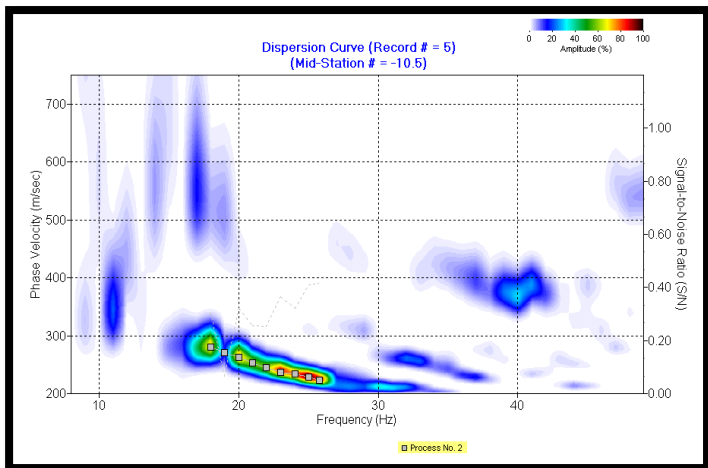 0 20 40 60 80 100
Amplitude (%)
Dispersion Curve (Record # = 5)
(Mid-Station # = -10.5)
Phase Velocity (m/sec)
700
600
500
400
300
200
1.00
0.80
0.60
0.40
0.20
0.00
Signal-to-Noise Ratio (S/N)
10 20 30 40
Frequency (Hz)
Process No. 2